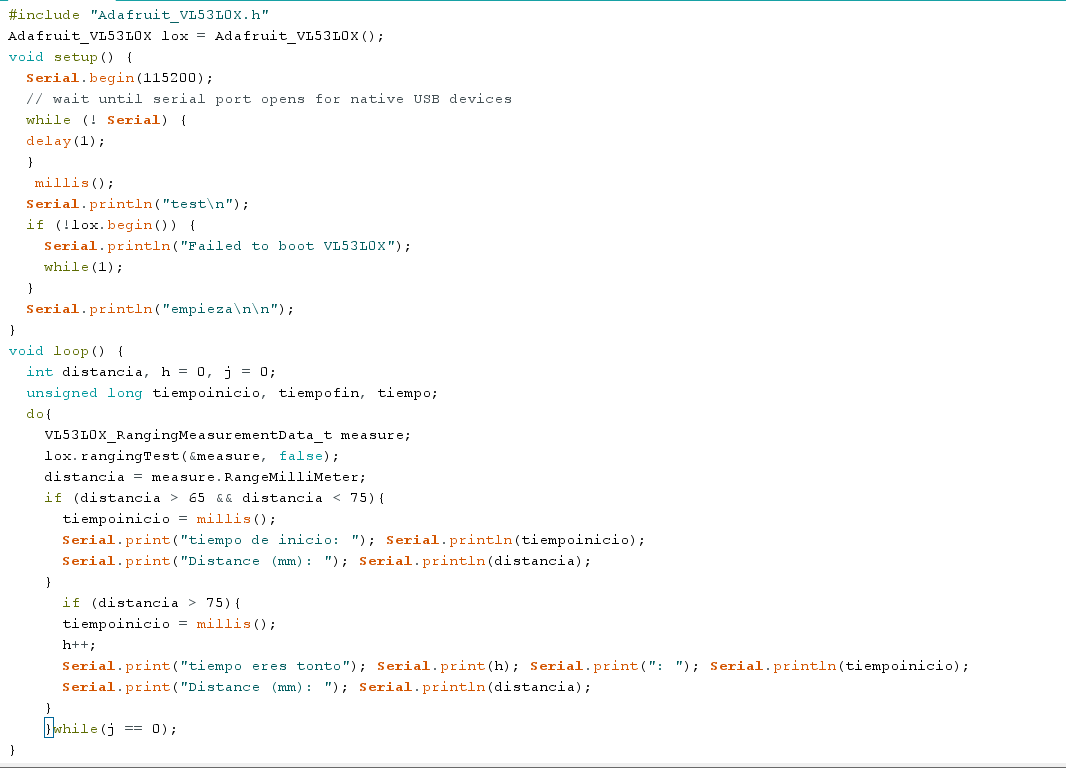 #include "Adafruit_VL53L0X.h"
Adafruit_VL53L0X lox = Adafruit_VL53L0X();
void setup() {
  Serial.begin(115200);
  // wait until serial port opens for native USB devices
  while (! Serial) {
  delay(1);
  }
   millis();
  Serial.println("test\n");
  if (!lox.begin()) {
    Serial.println("Failed to boot VL53L0X");
    while(1);
  }
  Serial.println("empieza\n\n");
}
void loop() {
  int distancia, h = 0, j = 0;
  unsigned long tiempoinicio, tiempofin, tiempo;
  do{
    VL53L0X_RangingMeasurementData_t measure;
    lox.rangingTest(&measure, false);
    distancia = measure.RangeMilliMeter;
    if (distancia > 65 && distancia < 75){
      tiempoinicio = millis();
      Serial.print("tiempo de inicio: "); Serial.println(tiempoinicio);
      Serial.print("Distance (mm): "); Serial.println(distancia);
    }
      if (distancia > 75){
      tiempoinicio = millis();
      h++;
      Serial.print("tiempo eres tonto"); Serial.print(h); Serial.print(": "); Serial.println(tiempoinicio);
      Serial.print("Distance (mm): "); Serial.println(distancia);
    }
    }while(j == 0);
}